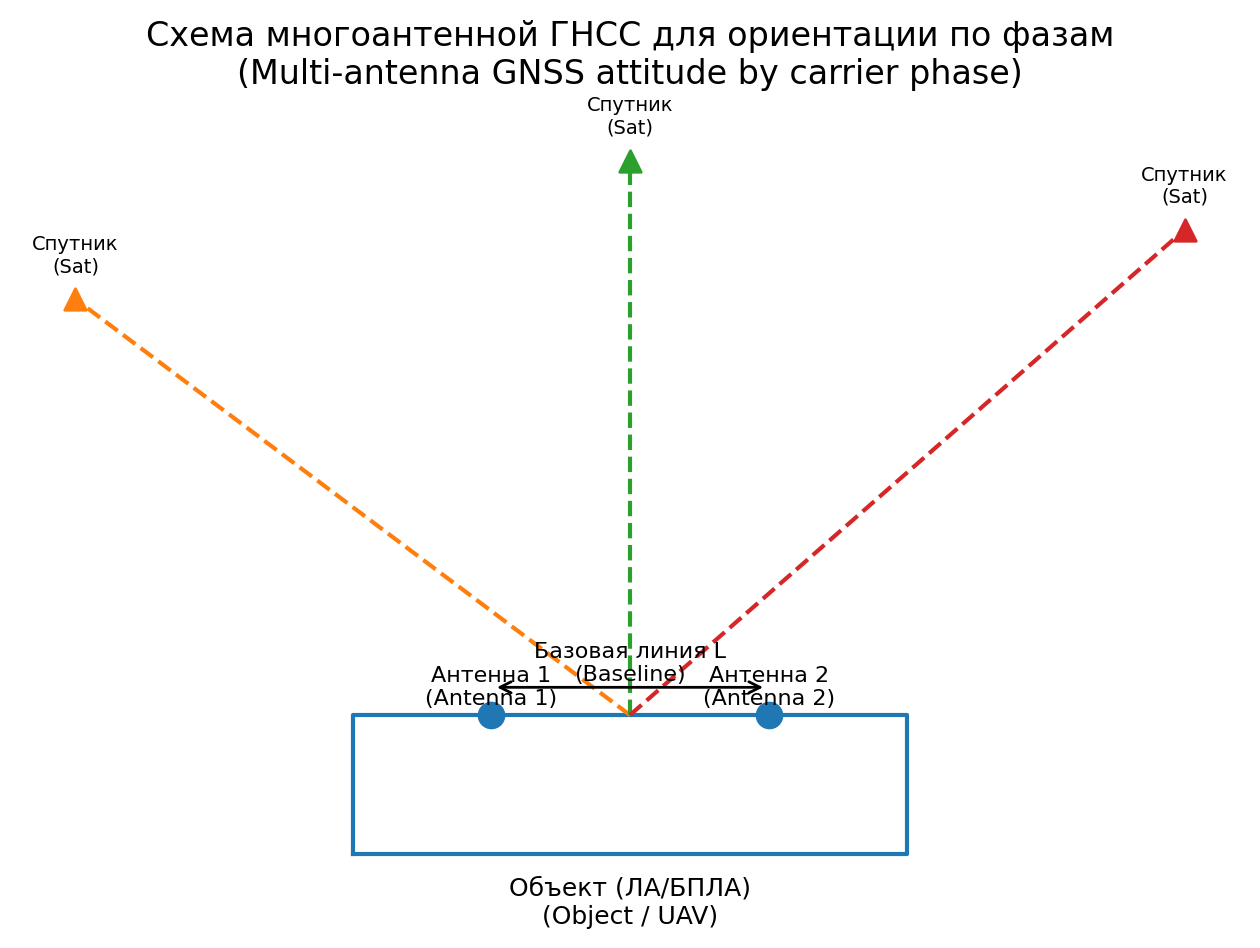 Схема многоантенной ГНСС для ориентации по фазам
(Multi-antenna GNSS attitude by carrier phase)
Спутник
(Sat)
Спутник
(Sat)
Спутник
(Sat)
Базовая линия L
(Baseline)
Антенна 1
(Antenna 1)
Антенна 2
(Antenna 2)
Объект (ЛА/БПЛА)
(Object / UAV)